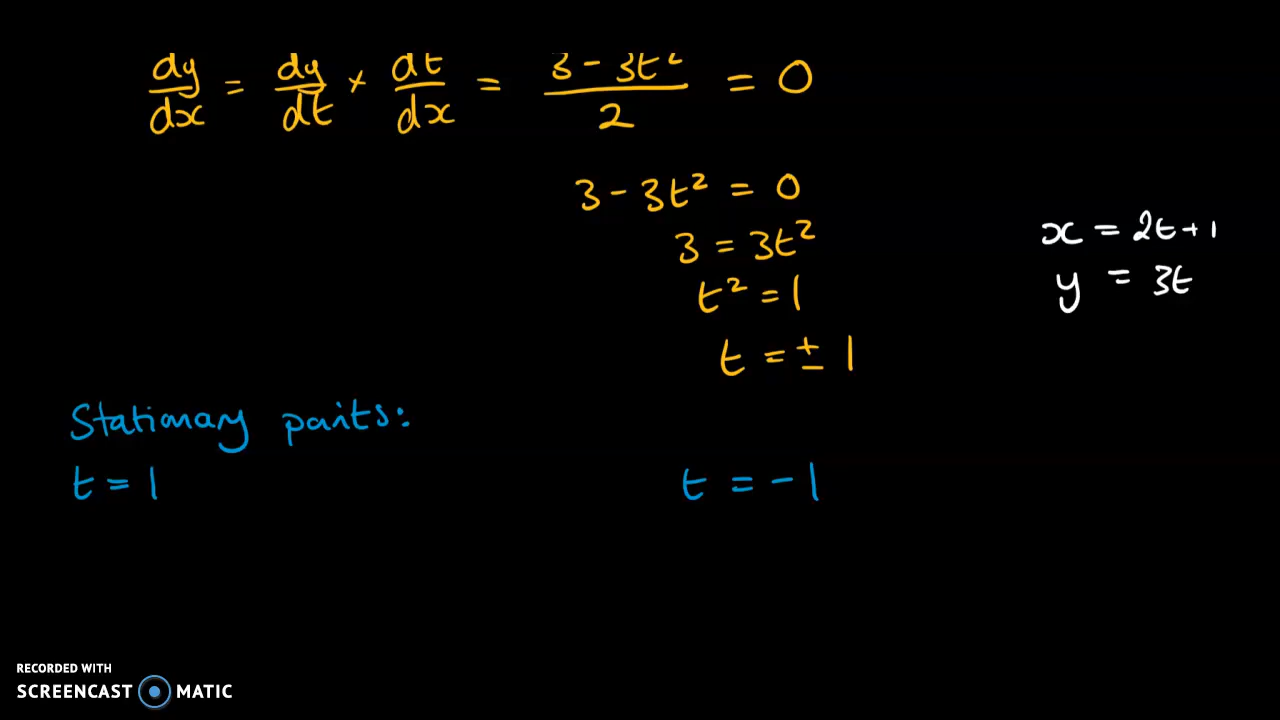 dy/dx = dy/dt × dt/dx = (3 - 3t²)/2 = 0
3 - 3t² = 0
3 = 3t²
t² = 1
t = ± 1
x = 2t + 1
y = 3t
Stationary points:
t = 1
t = -1
RECORDED WITH
SCREENCAST MATIC